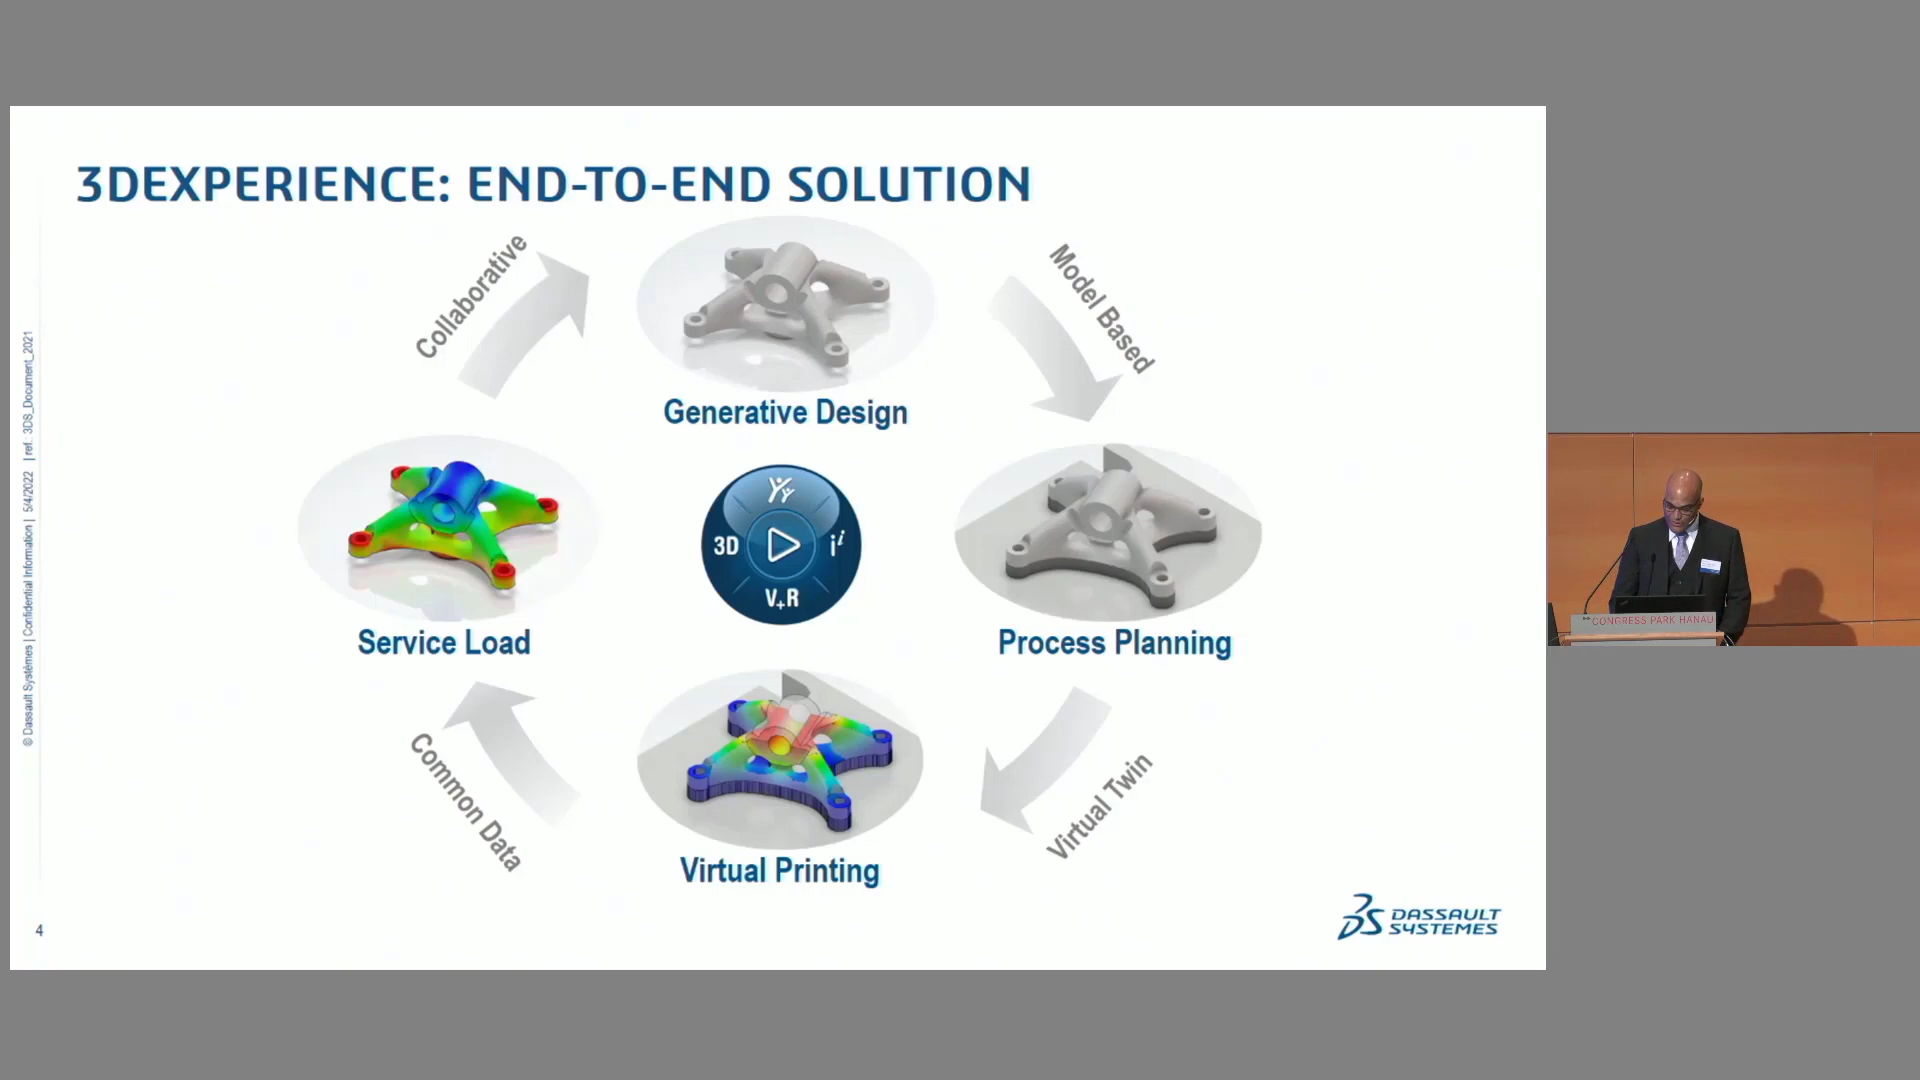 3DEXPERIENCE: END-TO-END SOLUTION
Collaborative
Model Based
Generative Design
3D
i
V+R
Service Load
Process Planning
Common Data
Virtual Twin
Virtual Printing
© Dassault Systèmes | Confidential Information | 5/4/2022 | ref.: 3DS_Document_2021
4
3DS DASSAULT
SYSTEMES
CONGRESS PARK HANAU